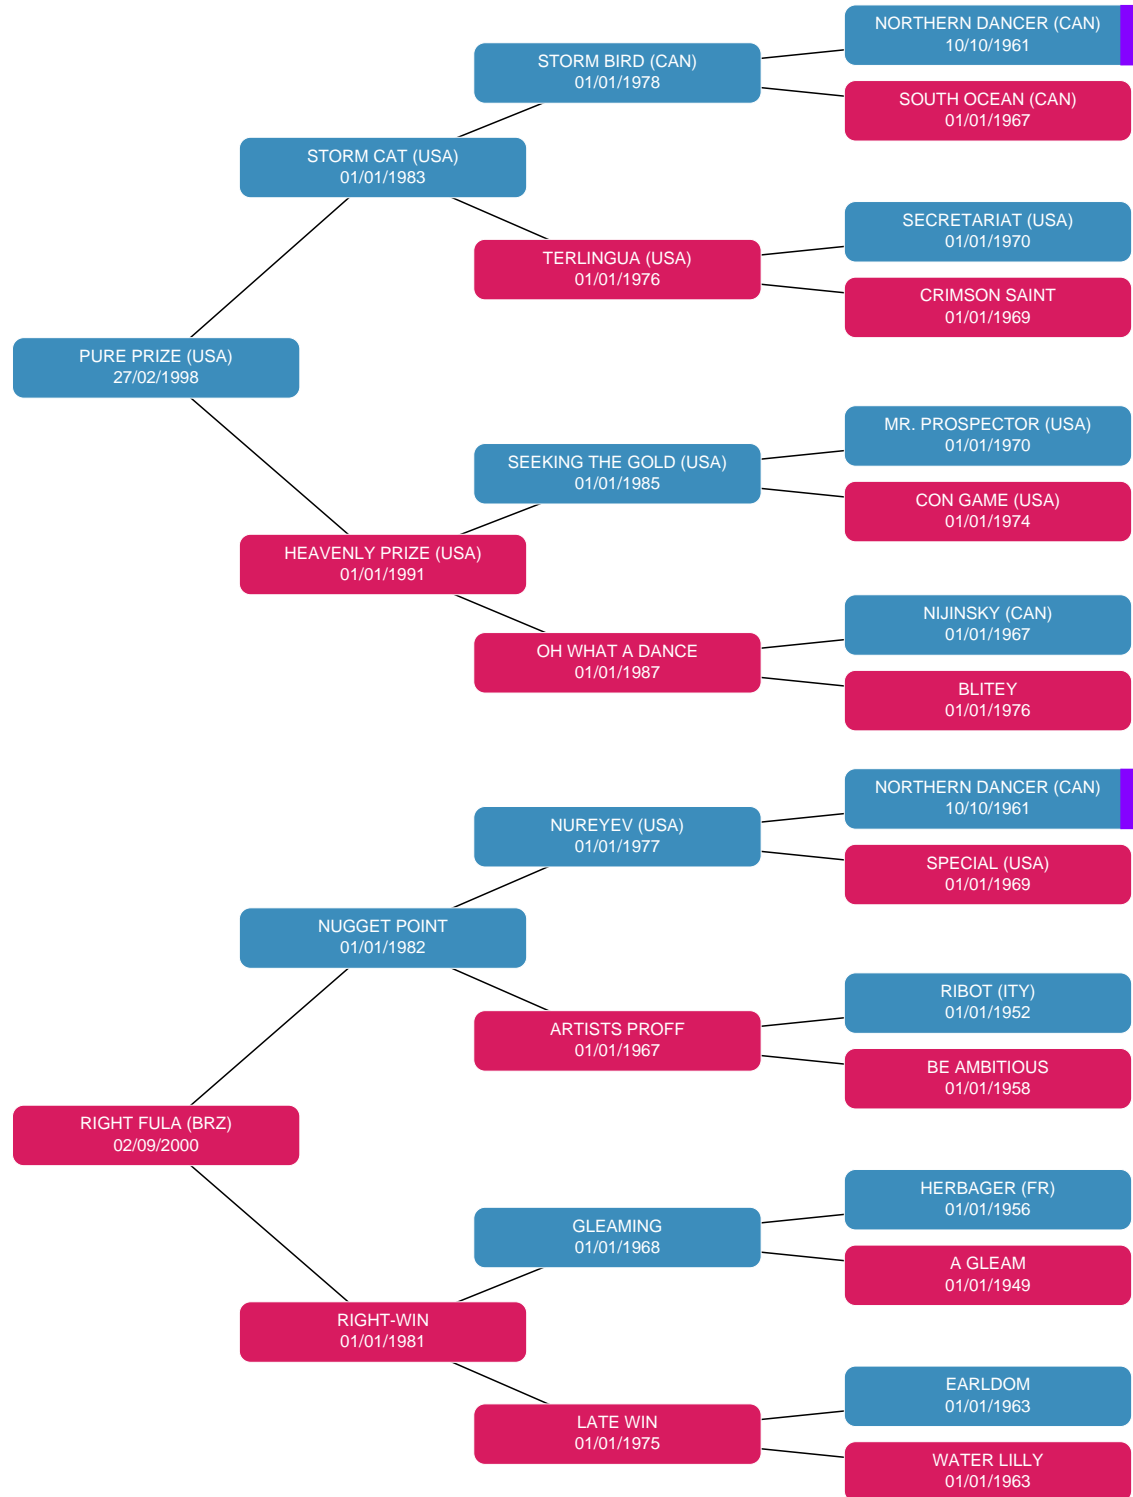 NORTHERN DANCER (CAN)
10/10/1961
STORM BIRD (CAN)
01/01/1978
SOUTH OCEAN (CAN)
01/01/1967
STORM CAT (USA)
01/01/1983
SECRETARIAT (USA)
01/01/1970
TERLINGUA (USA)
01/01/1976
CRIMSON SAINT
01/01/1969
PURE PRIZE (USA)
27/02/1998
MR. PROSPECTOR (USA)
01/01/1970
SEEKING THE GOLD (USA)
01/01/1985
CON GAME (USA)
01/01/1974
HEAVENLY PRIZE (USA)
01/01/1991
NIJINSKY (CAN)
01/01/1967
OH WHAT A DANCE
01/01/1987
BLITEY
01/01/1976
NORTHERN DANCER (CAN)
10/10/1961
NUREYEV (USA)
01/01/1977
SPECIAL (USA)
01/01/1969
NUGGET POINT
01/01/1982
RIBOT (ITY)
01/01/1952
ARTISTS PROFF
01/01/1967
BE AMBITIOUS
01/01/1958
RIGHT FULA (BRZ)
02/09/2000
HERBAGER (FR)
01/01/1956
GLEAMING
01/01/1968
A GLEAM
01/01/1949
RIGHT-WIN
01/01/1981
EARLDOM
01/01/1963
LATE WIN
01/01/1975
WATER LILLY
01/01/1963